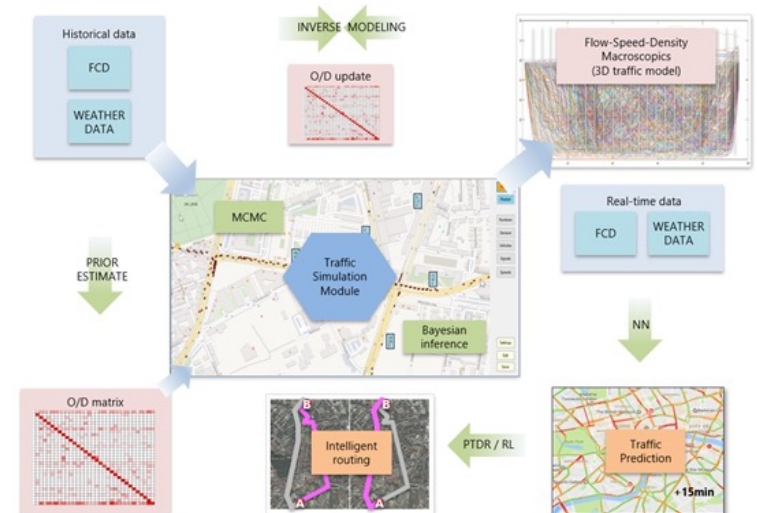 Historical data
FCD
WEATHER
DATA
INVERSE MODELING
O/D update
Flow-Speed-Density
Macroscopics
(3D traffic model)
MCMC
Traffic
Simulation
Module
Bayesian
inference
Real-time data
FCD
WEATHER
DATA
PRIOR
ESTIMATE
NN
O/D matrix
B
B
Intelligent
routing
A
A
PTDR / RL
Traffic
Prediction
+15min